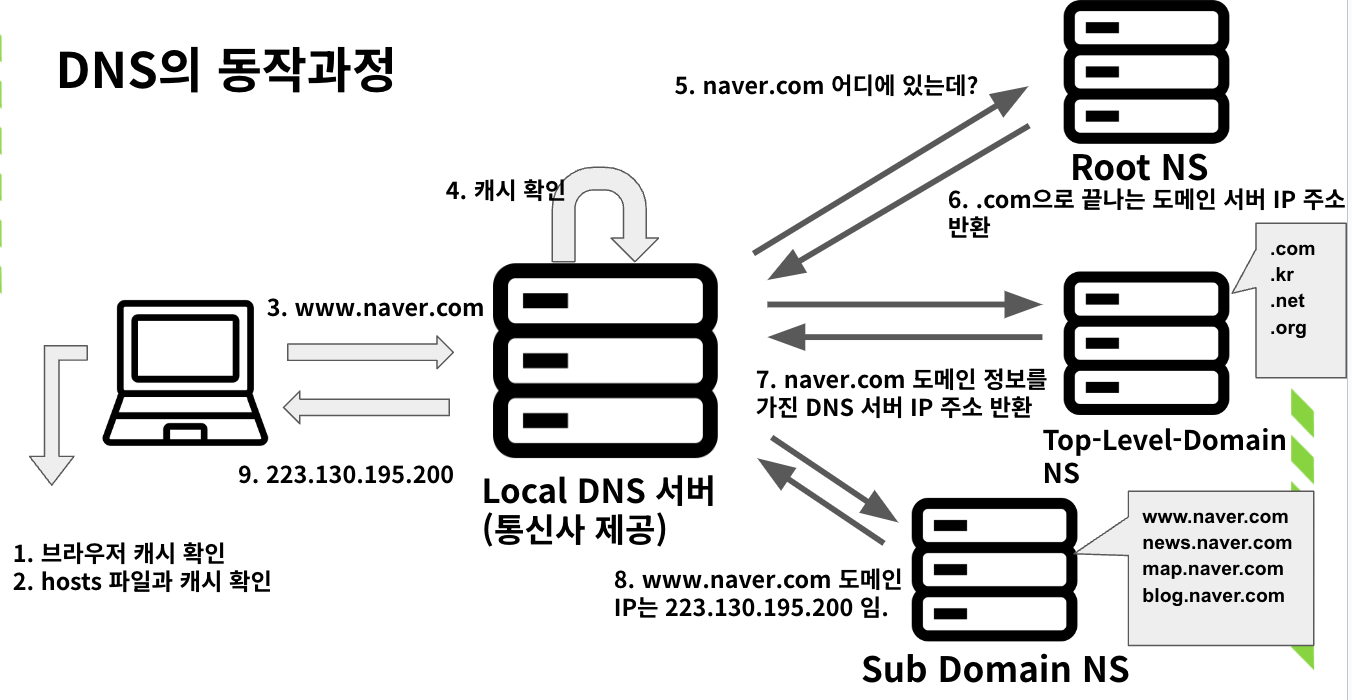 DNS의 동작과정
5. naver.com 어디에 있는데?
Root NS
4. 캐시 확인
6. .com으로 끝나는 도메인 서버 IP 주소
반환
.com
.kr
.net
.org
3. www.naver.com
7. naver.com 도메인 정보를
가진 DNS 서버 IP 주소 반환
Top-Level-Domain
NS
9. 223.130.195.200
Local DNS 서버
(통신사 제공)
www.naver.com
news.naver.com
map.naver.com
blog.naver.com
1. 브라우저 캐시 확인
2. hosts 파일과 캐시 확인
8. www.naver.com 도메인
IP는 223.130.195.200 임.
Sub Domain NS